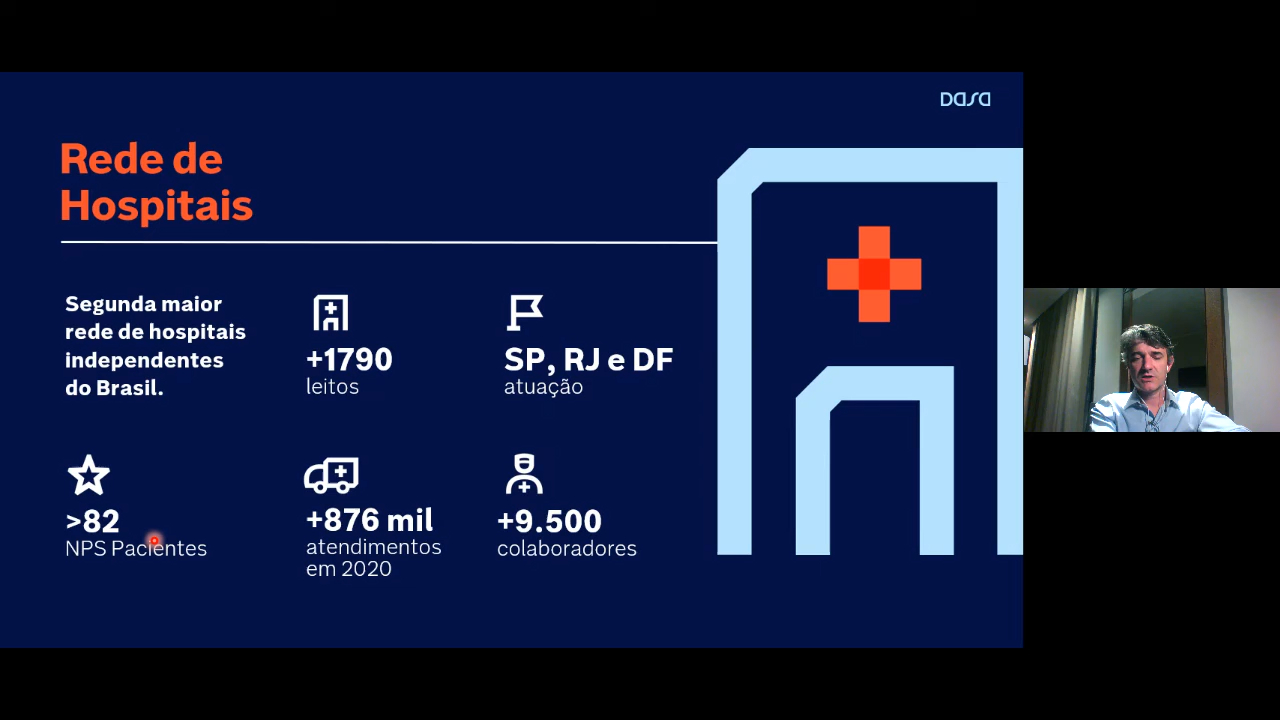 Dasa
Rede de
Hospitais
Segunda maior
rede de hospitais
independentes
do Brasil.
+1790
leitos
SP, RJ e DF
atuação
>82
NPS Pacientes
+876 mil
atendimentos
em 2020
+9.500
colaboradores